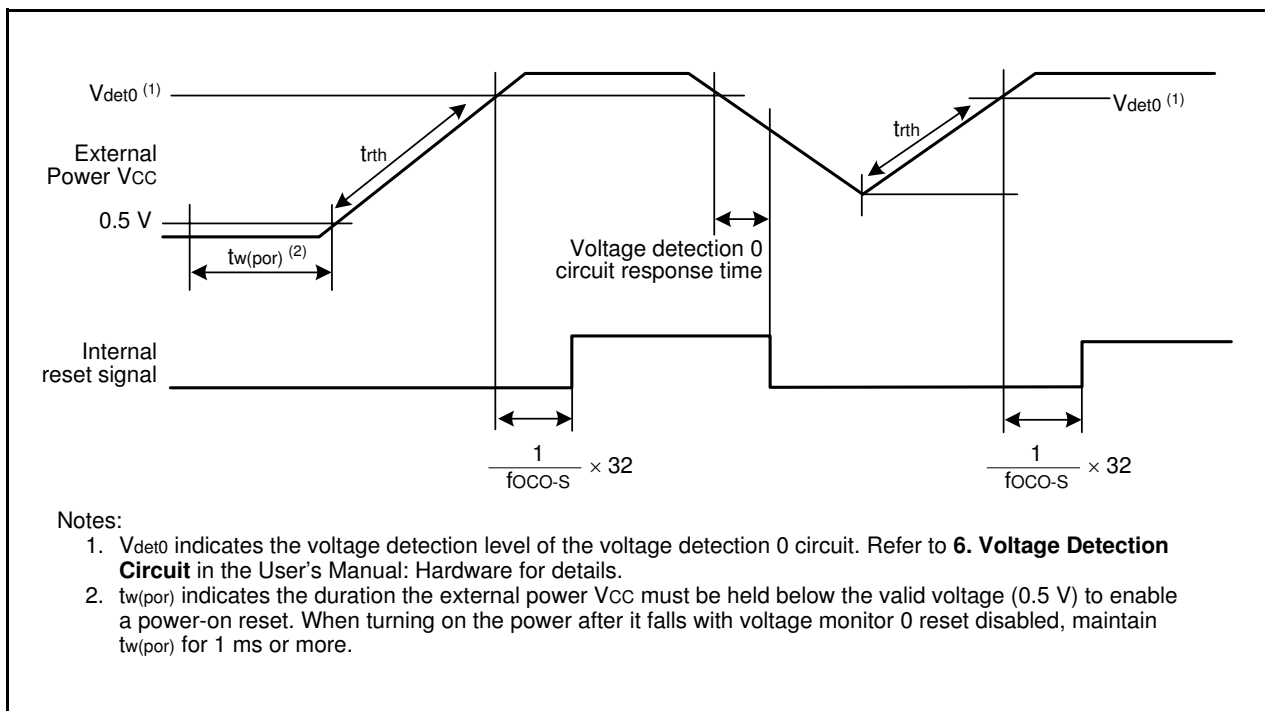 Vdet0 (1)
External
Power VCC
0.5 V
trth
tw(por) (2)
Voltage detection 0
circuit response time
trth
Vdet0 (1)
Internal
reset signal
1
fOCO-S
× 32
1
fOCO-S
× 32
Notes:
1. Vdet0 indicates the voltage detection level of the voltage detection 0 circuit. Refer to 6. Voltage Detection
Circuit in the User's Manual: Hardware for details.
2. tw(por) indicates the duration the external power VCC must be held below the valid voltage (0.5 V) to enable
a power-on reset. When turning on the power after it falls with voltage monitor 0 reset disabled, maintain
tw(por) for 1 ms or more.